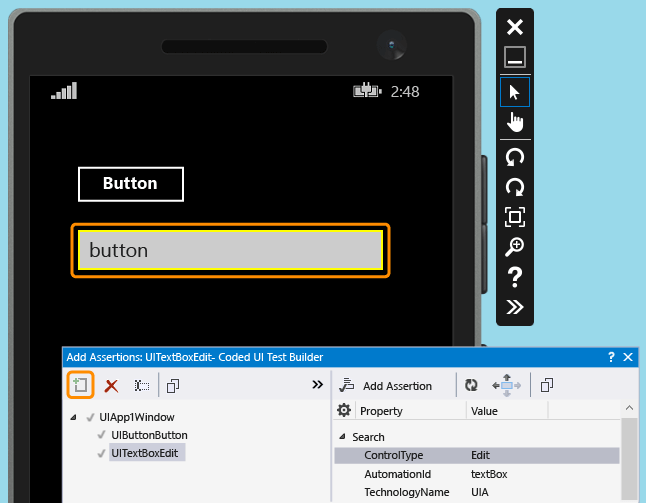 2:48
Button
button
Add Assertions: UITextBoxEdit- Coded UI Test Builder
Add Assertion
Property Value
UIApp1Window
UIButtonButton
UITextBoxEdit
Search
ControlType Edit
AutomationId textBox
TechnologyName UIA